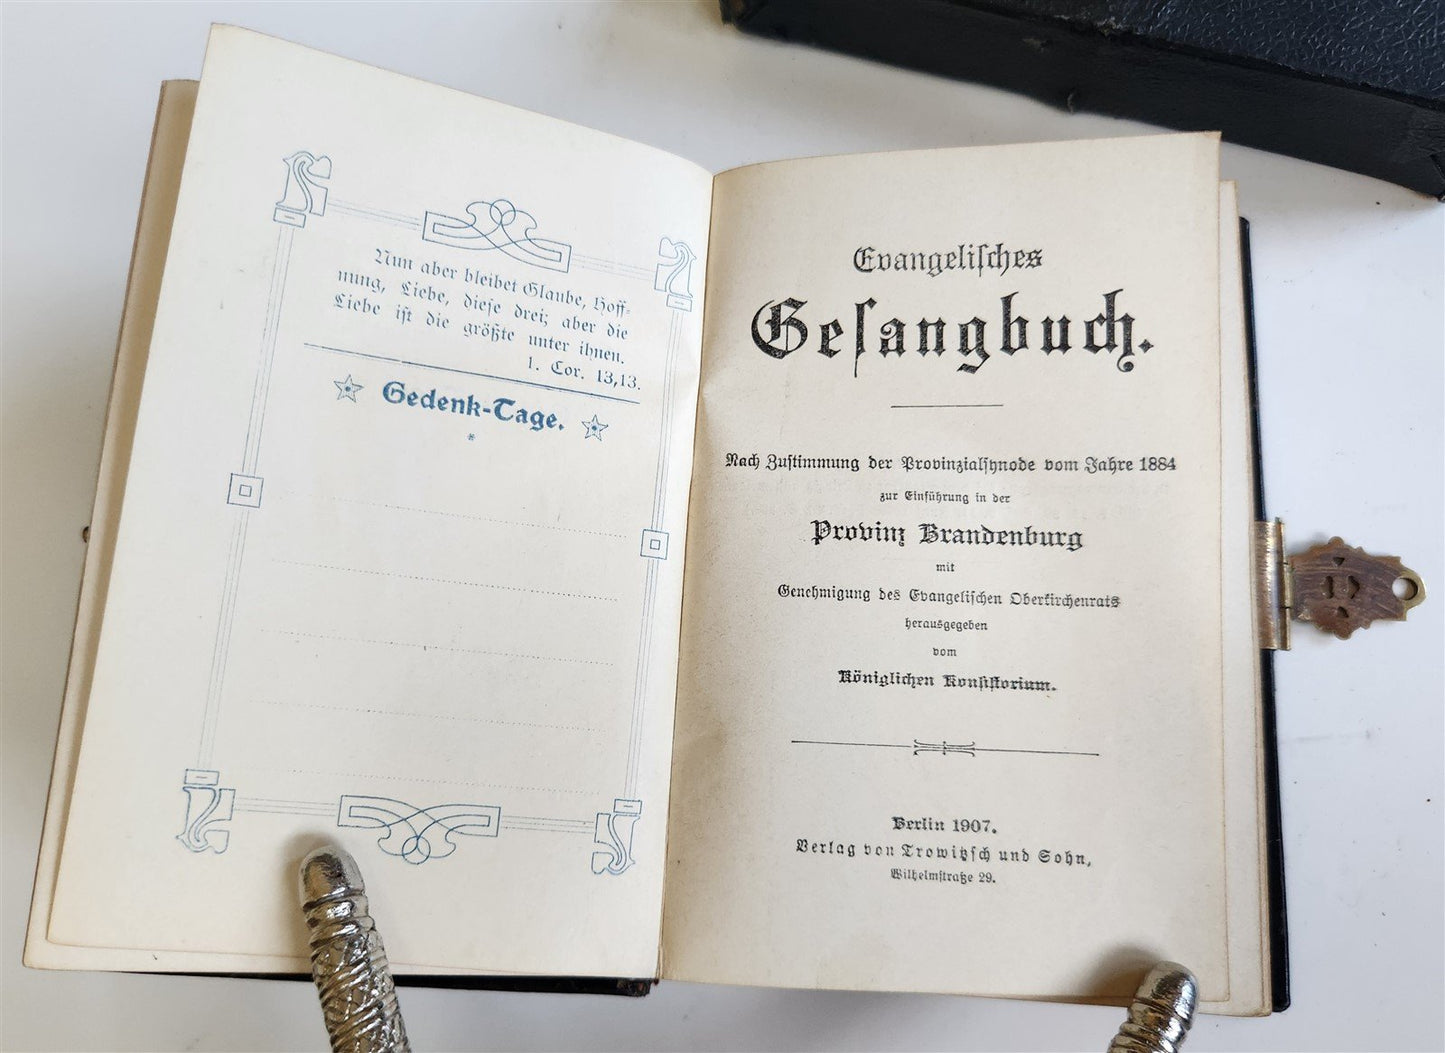 Nun aber bleibet Glaube, Hoff-
nung, Liebe, diese drei; aber die
Liebe ist die größte unter ihnen.
1. Cor. 13,13.
Gedenk-Tage.
Evangelisches
Gesangbuch.
Nach Zustimmung der Provinzialsynode vom Jahre 1884
zur Einführung in der
Provinz Brandenburg
mit
Genehmigung des Evangelischen Oberkirchenrats
herausgegeben
vom
Königlichen Konsistorium.
Berlin 1907.
Verlag von Trowitzsch und Sohn,
Wilhelmstraße 29.